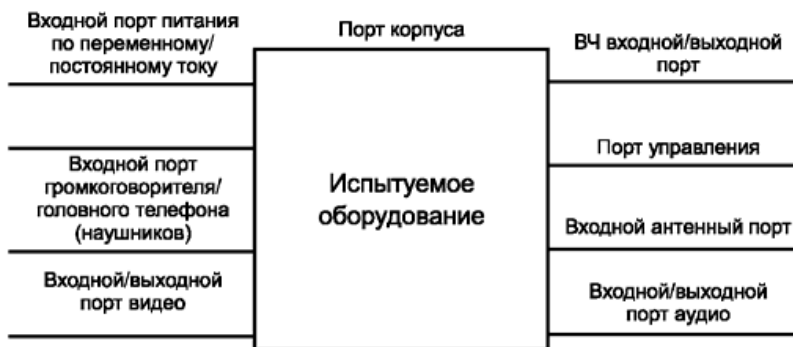 Входной порт питания
по переменному/
постоянному току
Порт корпуса
ВЧ входной/выходной
порт
Входной порт
громкоговорителя/
головного телефона
(наушников)
Испытуемое
оборудование
Порт управления
Входной антенный порт
Входной/выходной
порт видео
Входной/выходной
порт аудио